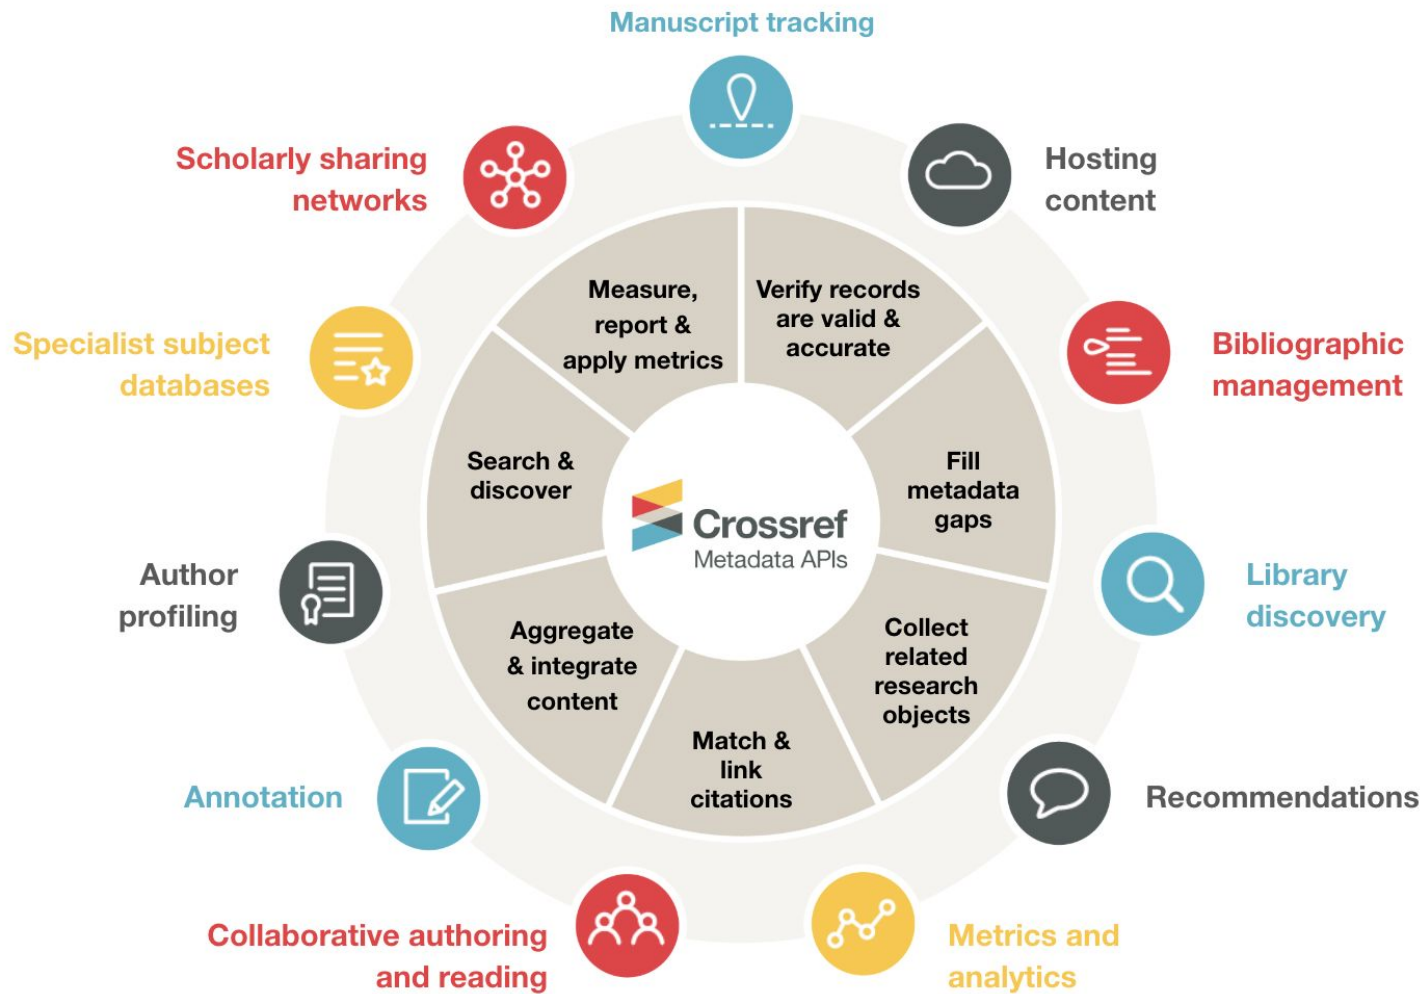 Manuscript tracking
Scholarly sharing
networks
Hosting
content
Measure,
report &
apply metrics
Verify records
are valid &
accurate
Specialist subject
databases
Bibliographic
management
Search &
discover
Fill
metadata
gaps
Crossref
Metadata APIs
Author
profiling
Library
discovery
Aggregate
& integrate
content
Collect
related
research
objects
Match &
link
citations
Annotation
Recommendations
Collaborative authoring
and reading
Metrics and
analytics